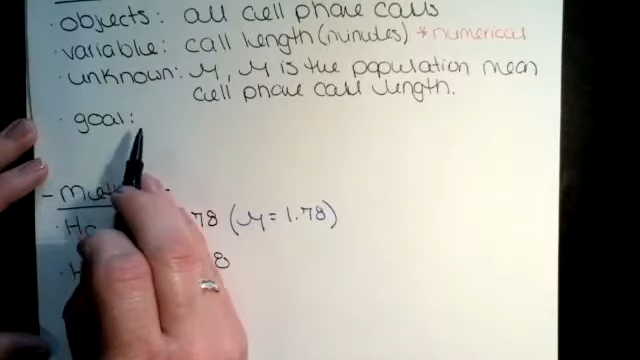 · objects: all cell phone calls
· variable: call length (minutes) *numerical
· unknown: μ, μ is the population mean
cell phone call length.
· goal:
78 (μ = 1.78)
8